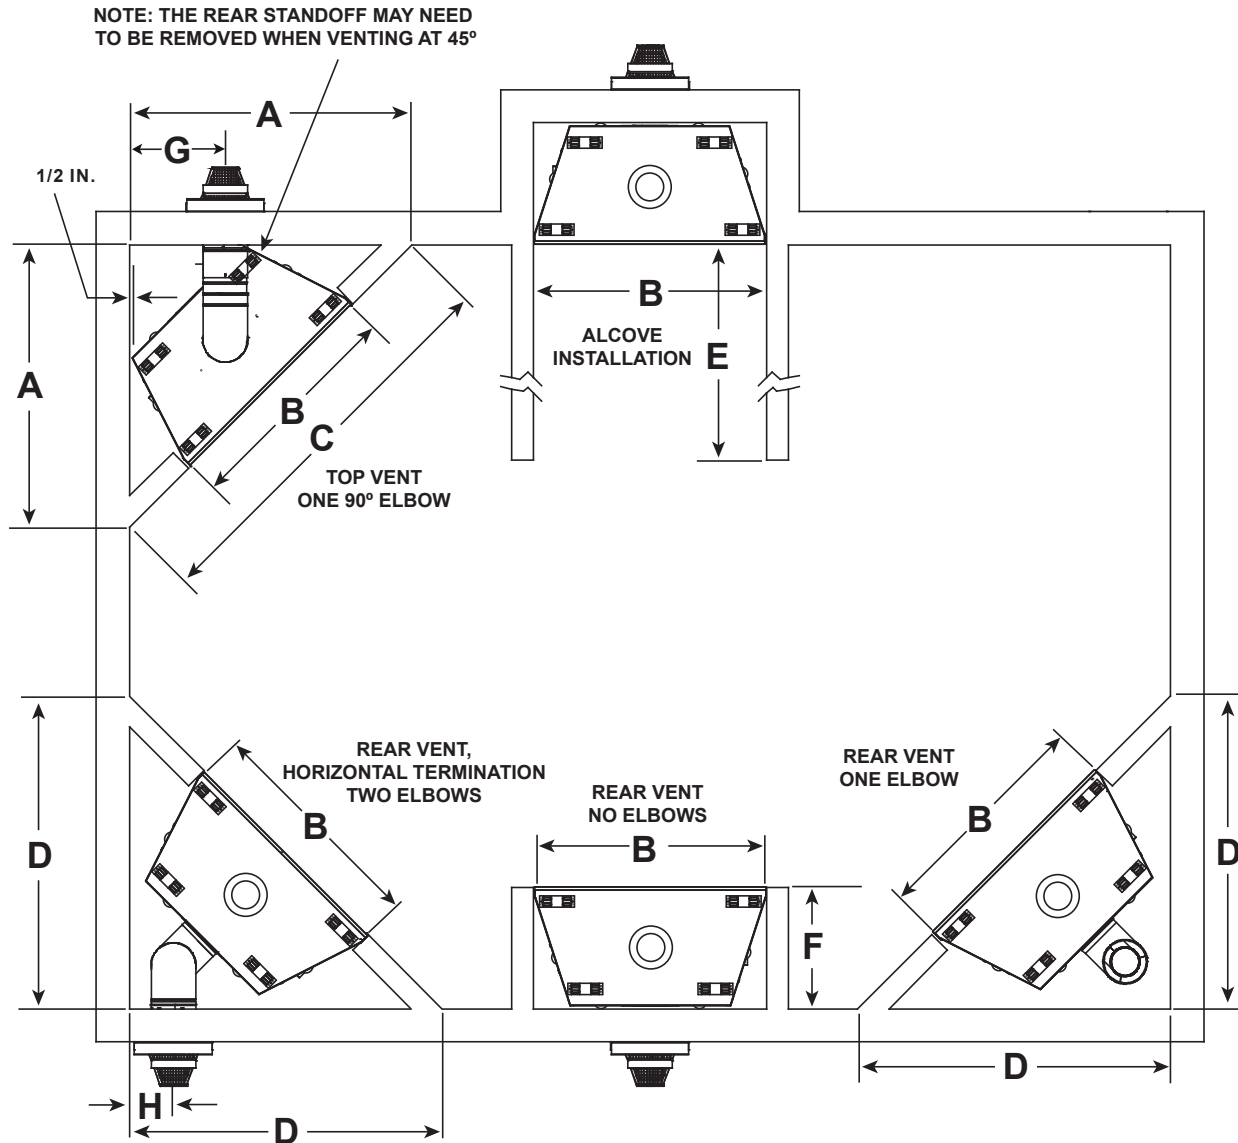 NOTE: THE REAR STANDOFF MAY NEED
TO BE REMOVED WHEN VENTING AT 45º
A
G
1/2 IN.
B
ALCOVE
INSTALLATION
E
A
B
C
TOP VENT
ONE 90º ELBOW
REAR VENT,
HORIZONTAL TERMINATION
TWO ELBOWS
REAR VENT
NO ELBOWS
REAR VENT
ONE ELBOW
B
B
B
D
D
F
D
H
D